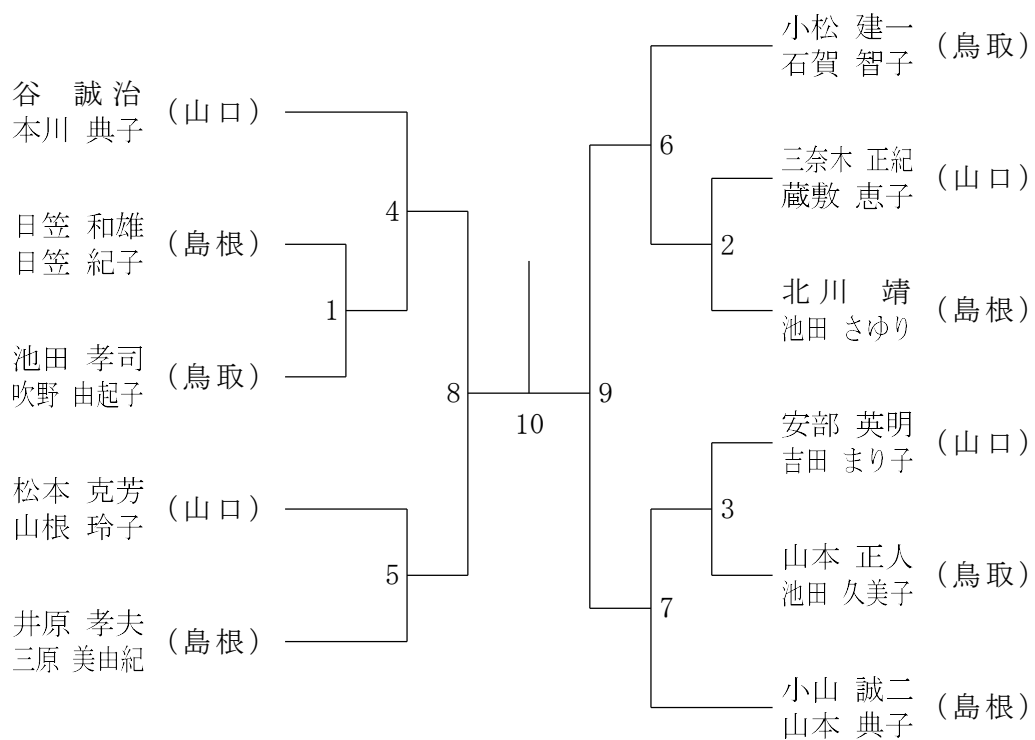 谷 誠治
本川 典子
(山口)
日笠 和雄
日笠 紀子
(島根)
池田 孝司
吹野 由起子
(鳥取)
松本 克芳
山根 玲子
(山口)
井原 孝夫
三原 美由紀
(島根)
1
4
5
8
10
9
6
2
3
7
小松 建一
石賀 智子
(鳥取)
三奈木 正紀
蔵敷 恵子
(山口)
北川 靖
池田 さゆり
(島根)
安部 英明
吉田 まり子
(山口)
山本 正人
池田 久美子
(鳥取)
小山 誠二
山本 典子
(島根)